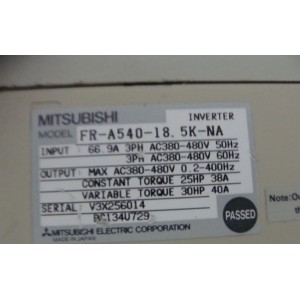 MITSUBISHI
INVERTER
MODEL FR-A540-18.5K-NA
INPUT : 66.9A 3PH AC380-480V 50Hz
3PH AC380-480V 60Hz
OUTPUT: MAX AC380-480V 0.2-400Hz
CONSTANT TORQUE 25HP 38A
VARIABLE TORQUE 30HP 40A
SERIAL: V3X256014
BC134U729
PASSED
MITSUBISHI ELECTRIC CORPORATION
MADE IN JAPAN
Note: